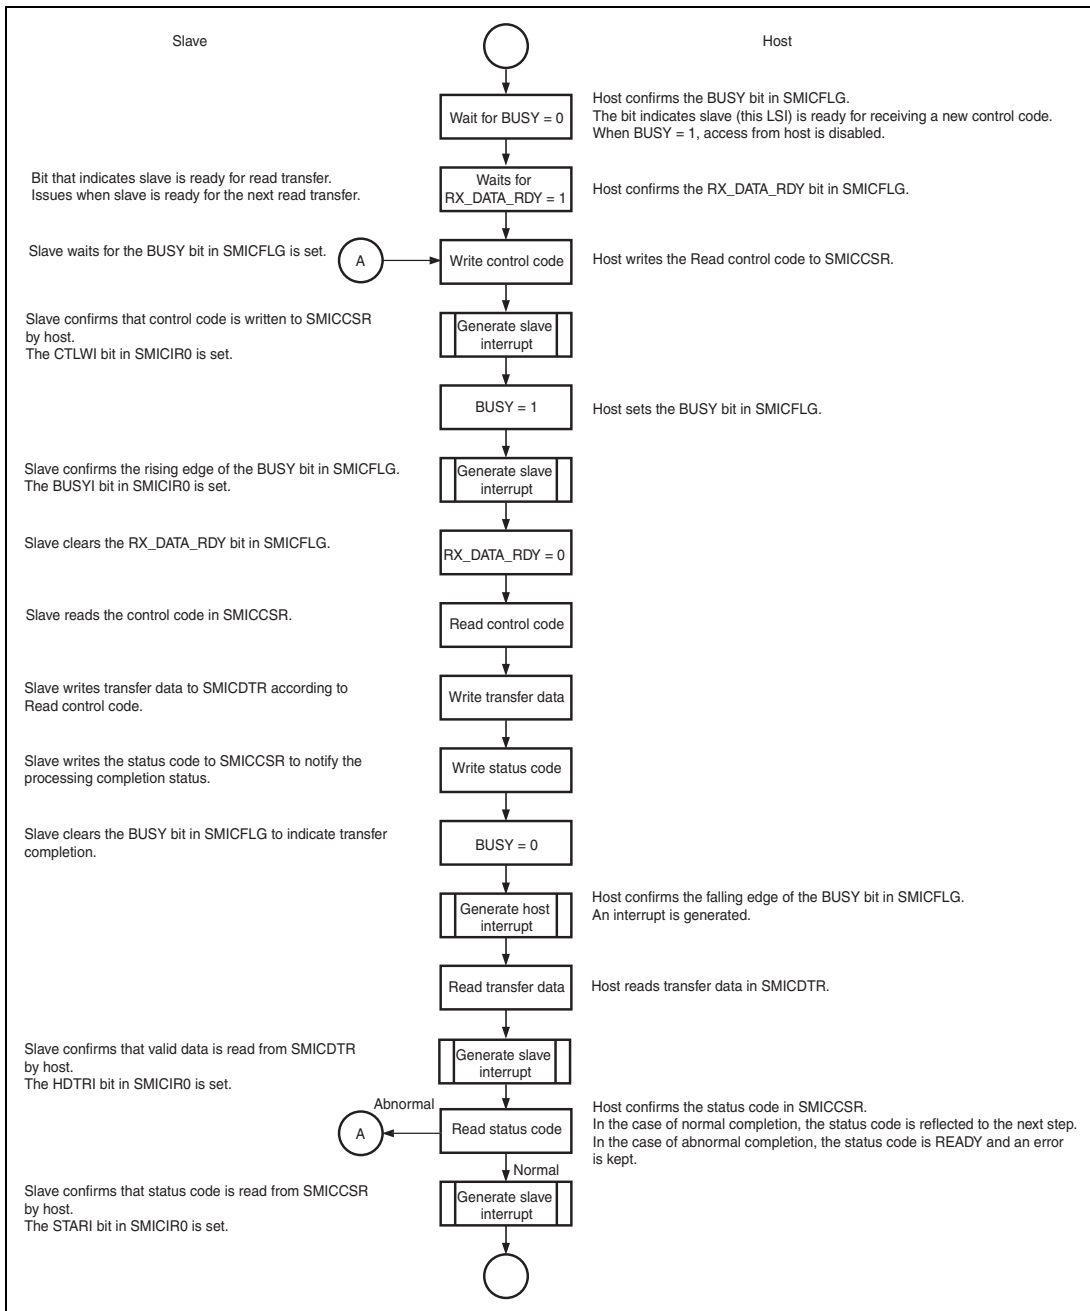 Slave
Host
Wait for BUSY = 0
Host confirms the BUSY bit in SMICFLG.
The bit indicates slave (this LSI) is ready for receiving a new control code.
When BUSY = 1, access from host is disabled.
Bit that indicates slave is ready for read transfer.
Issues when slave is ready for the next read transfer.
Waits for
RX_DATA_RDY = 1
Host confirms the RX_DATA_RDY bit in SMICFLG.
Slave waits for the BUSY bit in SMICFLG is set.
A
Write control code
Host writes the Read control code to SMICCSR.
Slave confirms that control code is written to SMICCSR
by host.
The CTLWI bit in SMICIR0 is set.
Generate slave
interrupt
BUSY = 1
Host sets the BUSY bit in SMICFLG.
Slave confirms the rising edge of the BUSY bit in SMICFLG.
The BUSYI bit in SMICIR0 is set.
Generate slave
interrupt
Slave clears the RX_DATA_RDY bit in SMICFLG.
RX_DATA_RDY = 0
Slave reads the control code in SMICCSR.
Read control code
Slave writes transfer data to SMICDTR according to
Read control code.
Write transfer data
Slave writes the status code to SMICCSR to notify the
processing completion status.
Write status code
Slave clears the BUSY bit in SMICFLG to indicate transfer
completion.
BUSY = 0
Generate host
interrupt
Host confirms the falling edge of the BUSY bit in SMICFLG.
An interrupt is generated.
Read transfer data
Host reads transfer data in SMICDTR.
Slave confirms that valid data is read from SMICDTR
by host.
The HDTRI bit in SMICIR0 is set.
Generate slave
interrupt
Abnormal
A
Read status code
Host confirms the status code in SMICCSR.
In the case of normal completion, the status code is reflected to the next step.
In the case of abnormal completion, the status code is READY and an error
is kept.
Normal
Slave confirms that status code is read from SMICCSR
by host.
The STARI bit in SMICIR0 is set.
Generate slave
interrupt